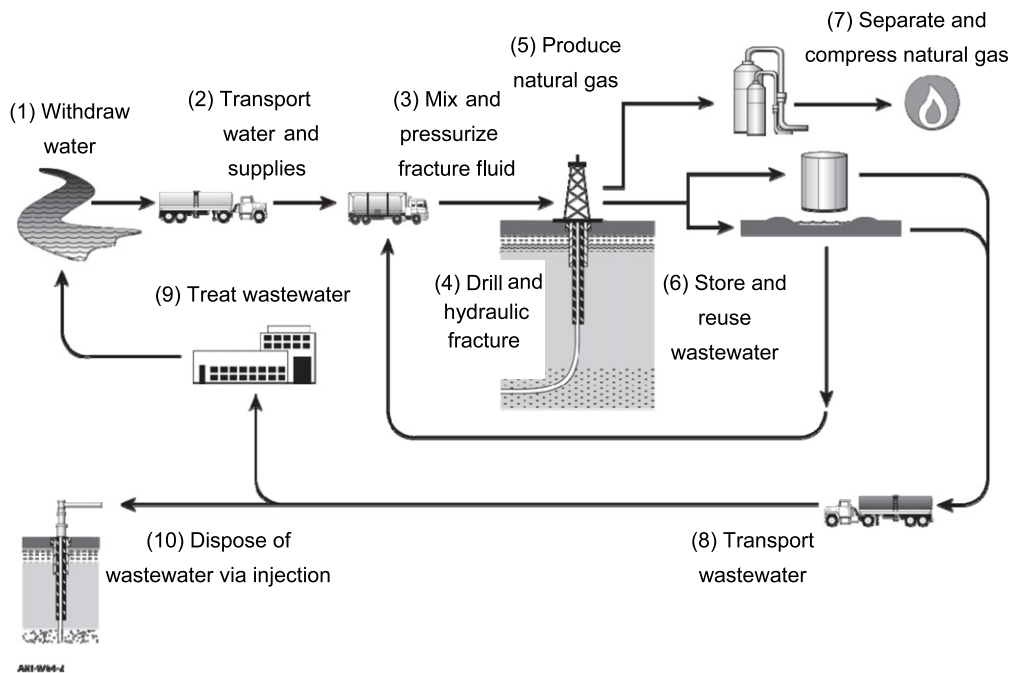 (1) Withdraw
water
(2) Transport
water and
supplies
(3) Mix and
pressurize
fracture fluid
(5) Produce
natural gas
(7) Separate and
compress natural gas
(4) Drill and
hydraulic
fracture
(6) Store and
reuse
wastewater
(9) Treat wastewater
(8) Transport
wastewater
(10) Dispose of
wastewater via injection